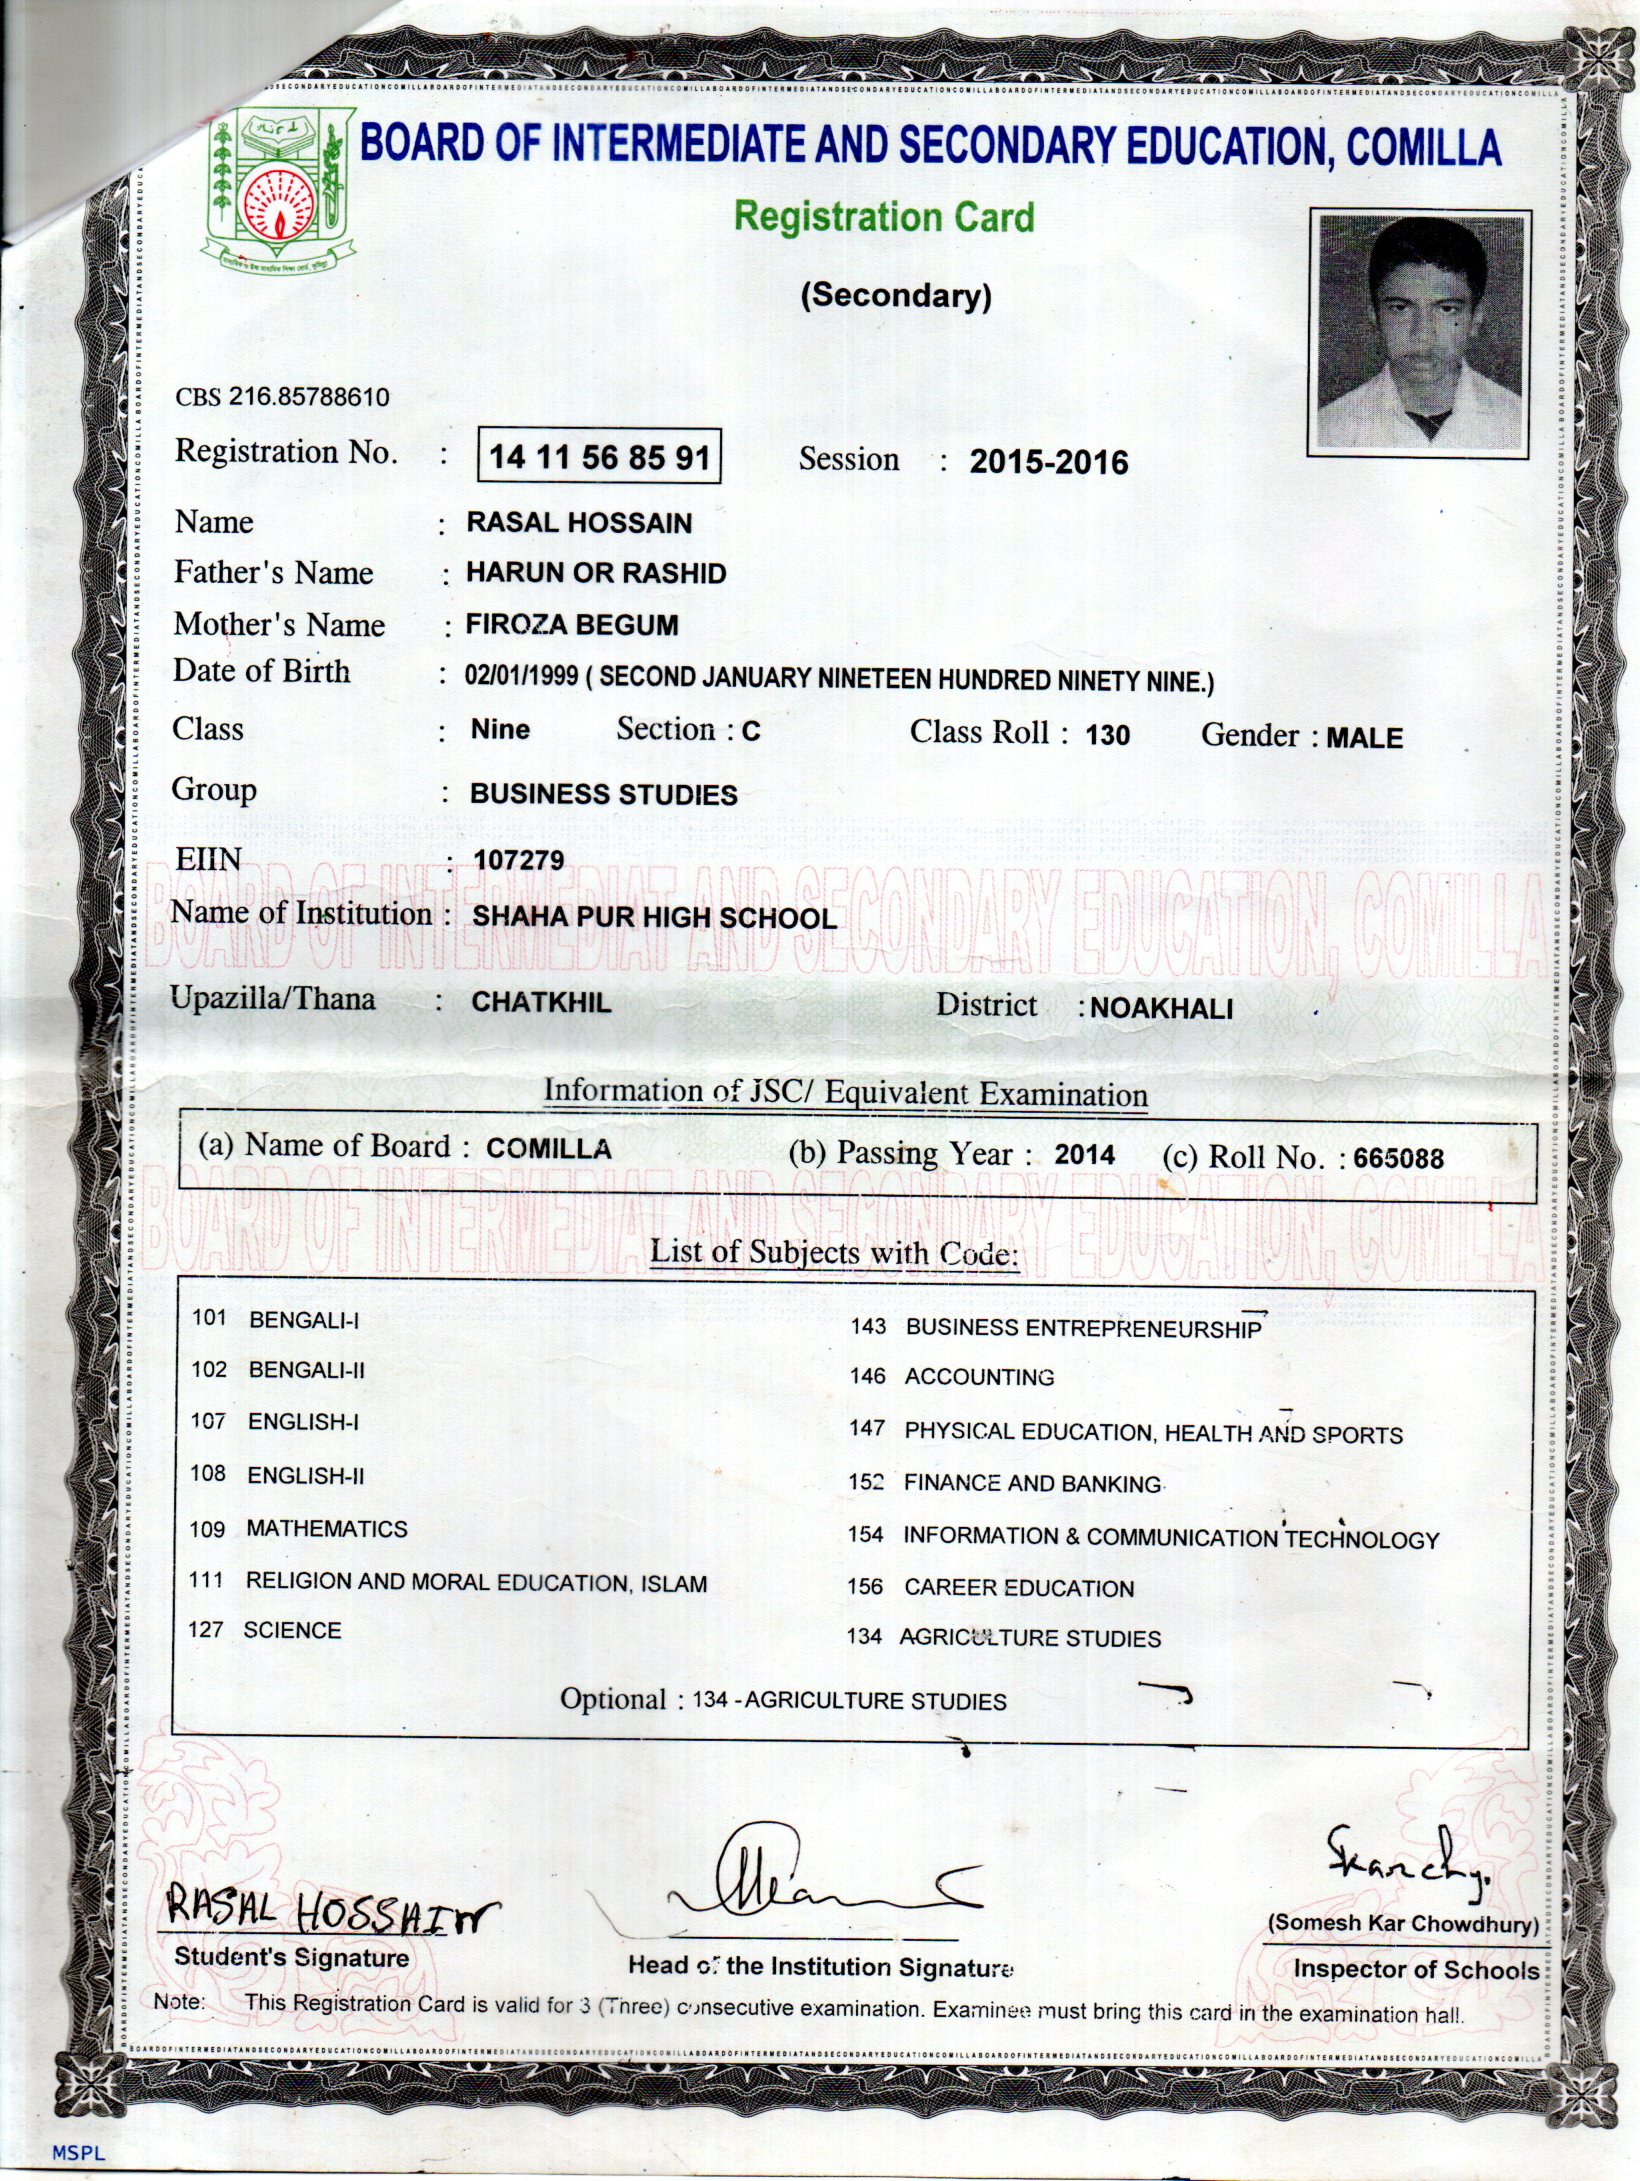 BOARD OF INTERMEDIATE AND SECONDARY EDUCATION, COMILLA
Registration Card
(Secondary)
CBS 216.85788610
Registration No. : 14 11 56 85 91 Session : 2015-2016
Name : RASAL HOSSAIN
Father's Name : HARUN OR RASHID
Mother's Name : FIROZA BEGUM
Date of Birth : 02/01/1999 ( SECOND JANUARY NINETEEN HUNDRED NINETY NINE.)
Class : Nine Section : C Class Roll : 130 Gender : MALE
Group : BUSINESS STUDIES
EIIN : 107279
BOARD OF INTERMEDIAT AND SECONDARY EDUCATION, COMILLA
Name of Institution : SHAHA PUR HIGH SCHOOL
Upazilla/Thana : CHATKHIL District : NOAKHALI
Information of JSC/ Equivalent Examination
(a) Name of Board : COMILLA (b) Passing Year : 2014 (c) Roll No. : 665088
BOARD OF INTERMEDIAT AND SECONDARY EDUCATION, COMILLA
List of Subjects with Code:
101 BENGALI-I
102 BENGALI-II
107 ENGLISH-I
108 ENGLISH-II
109 MATHEMATICS
111 RELIGION AND MORAL EDUCATION, ISLAM
127 SCIENCE
143 BUSINESS ENTREPRENEURSHIP
146 ACCOUNTING
147 PHYSICAL EDUCATION, HEALTH AND SPORTS
152 FINANCE AND BANKING
154 INFORMATION & COMMUNICATION TECHNOLOGY
156 CAREER EDUCATION
134 AGRICULTURE STUDIES
Optional : 134 -AGRICULTURE STUDIES
RASAL HOSSAIN
Student's Signature
Head of the Institution Signature
(Somesh Kar Chowdhury)
Inspector of Schools
Note: This Registration Card is valid for 3 (Three) consecutive examination. Examinee must bring this card in the examination hall.
MSPL